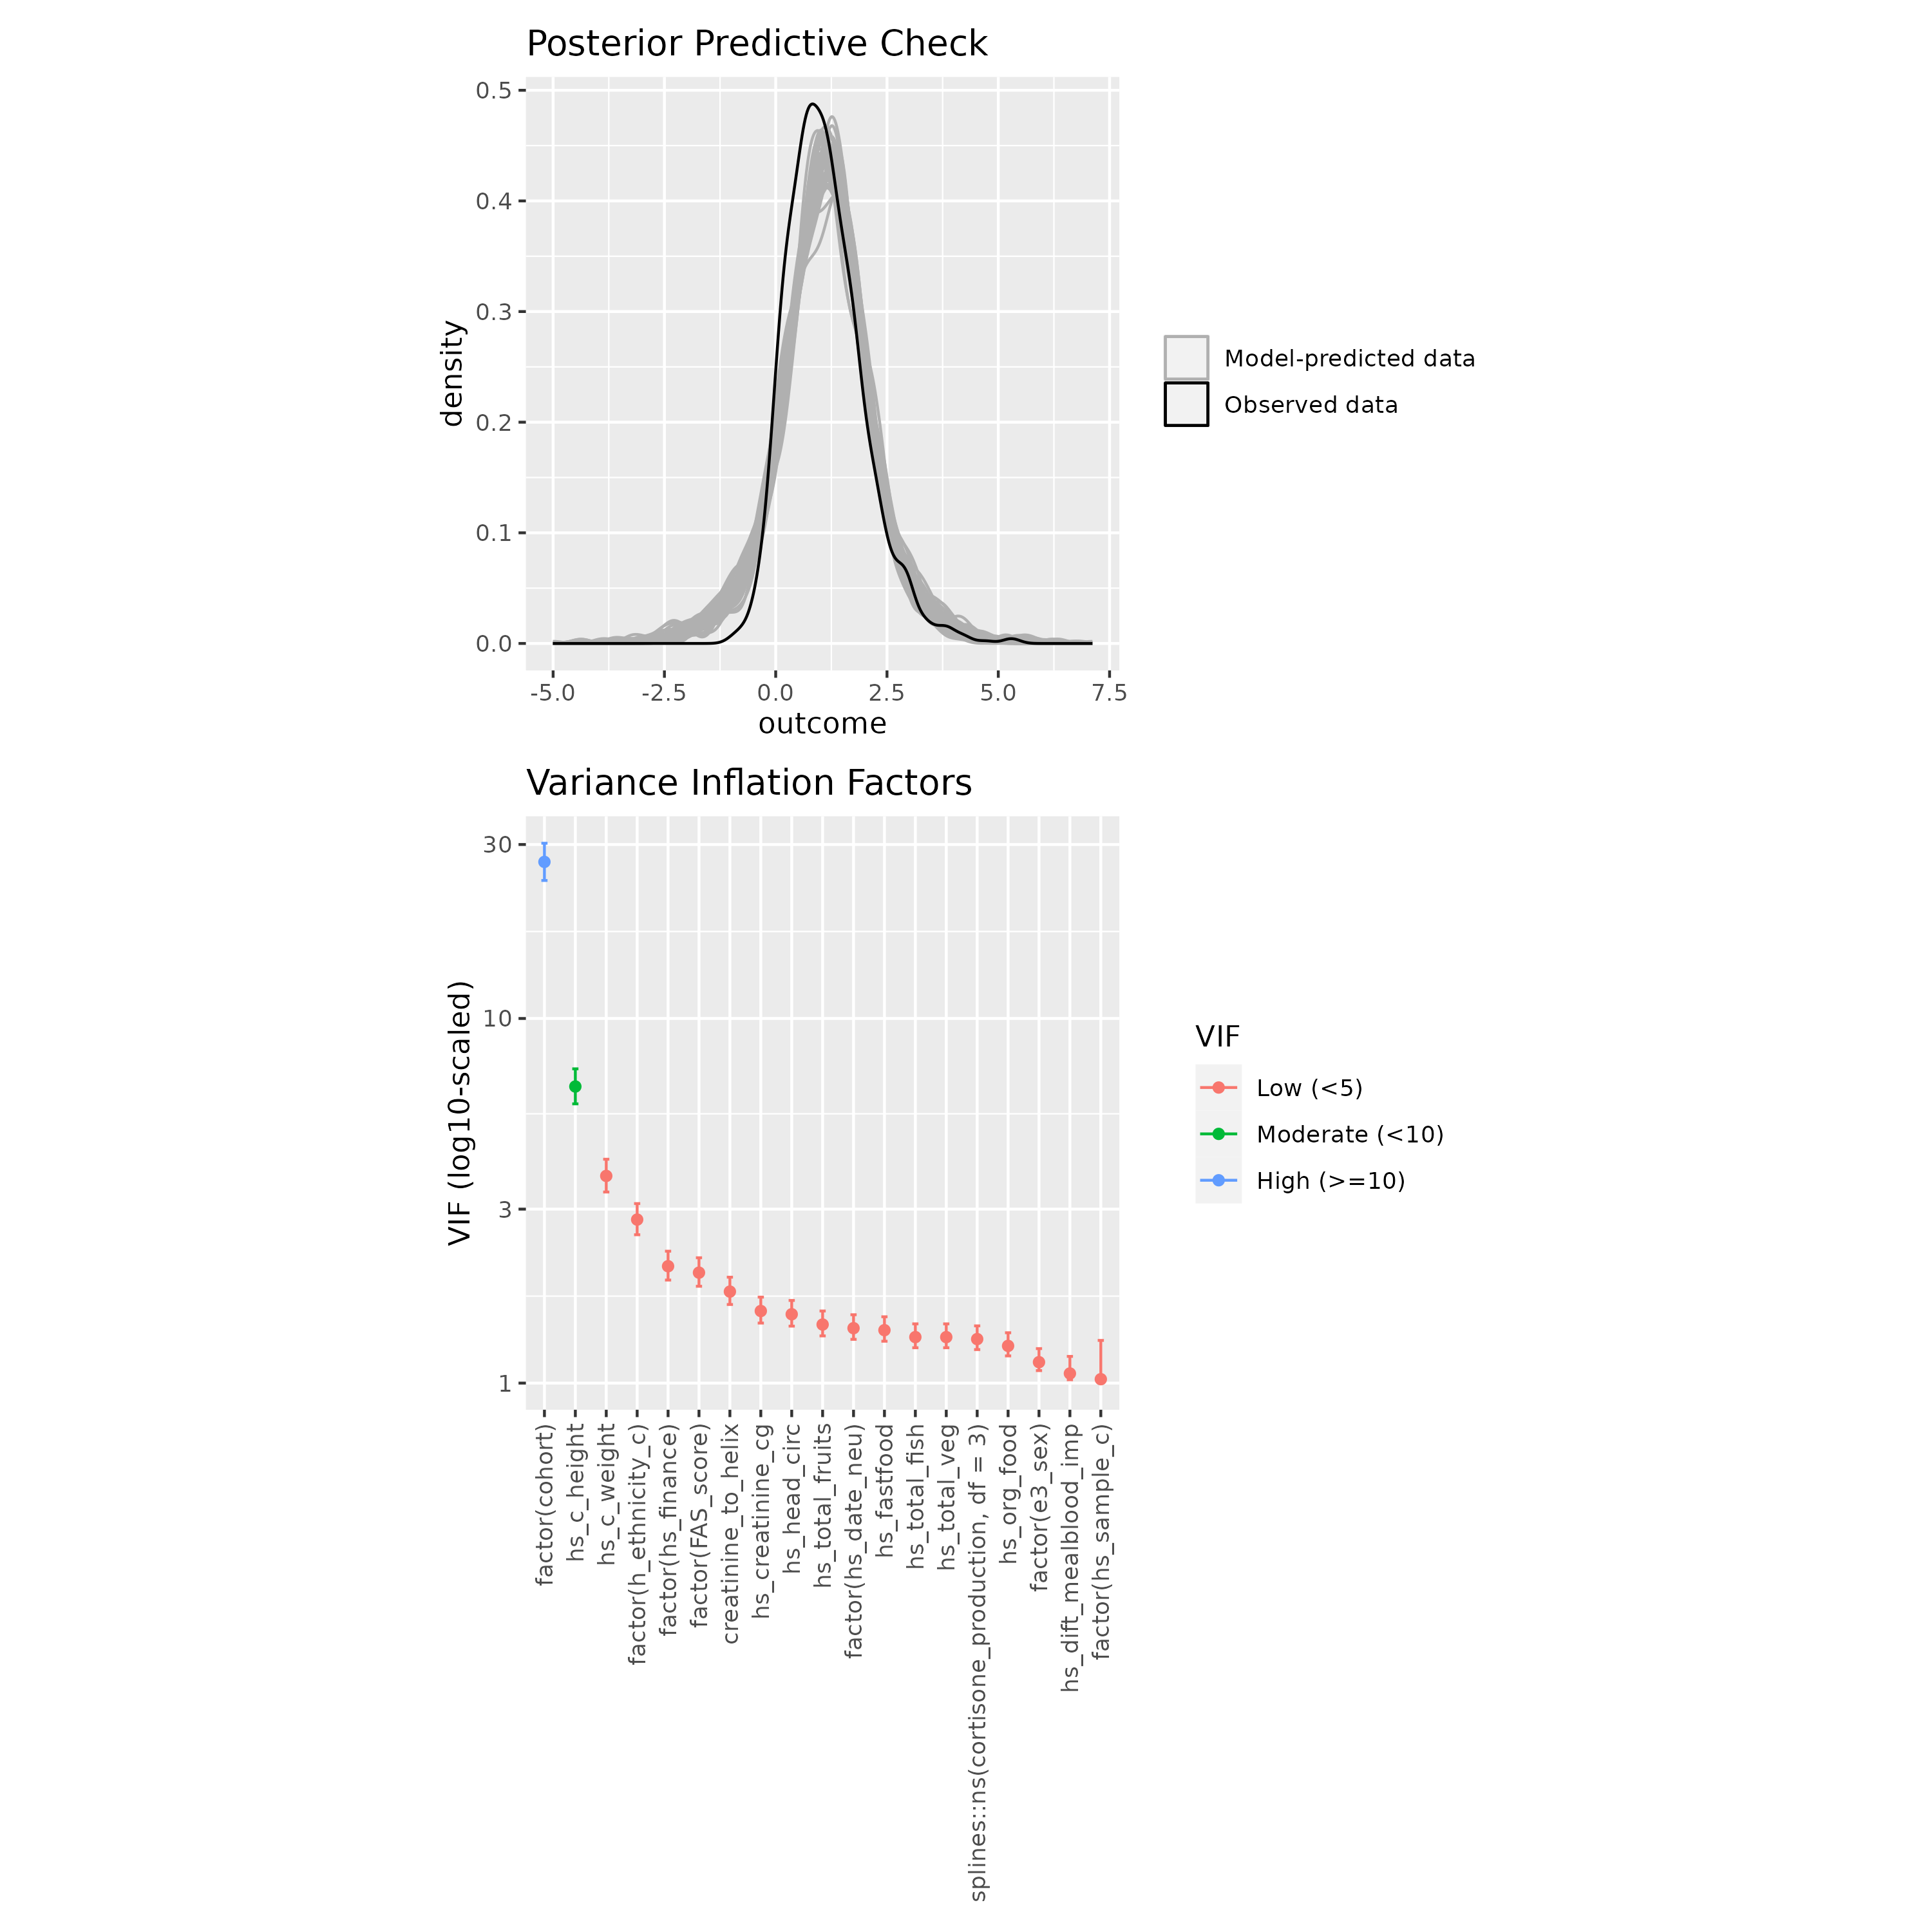 Posterior Predictive Check
0.5
0.4
0.3
0.2
0.1
0.0
density
-5.0 -2.5 0.0 2.5 5.0 7.5
outcome
Model-predicted data
Observed data
Variance Inflation Factors
30
10
3
1
VIF (log10-scaled)
factor(cohort)
hs_c_height
hs_c_weight
factor(h_ethnicity_c)
factor(hs_finance)
factor(FAS_score)
creatinine_to_helix
hs_creatinine_cg
hs_head_circ
hs_total_fruits
factor(hs_date_neu)
hs_fastfood
hs_total_fish
hs_total_veg
splines::ns(cortisone_production, df = 3)
hs_org_food
factor(e3_sex)
hs_dift_mealblood_imp
factor(hs_sample_c)
VIF
Low (<5)
Moderate (<10)
High (>=10)